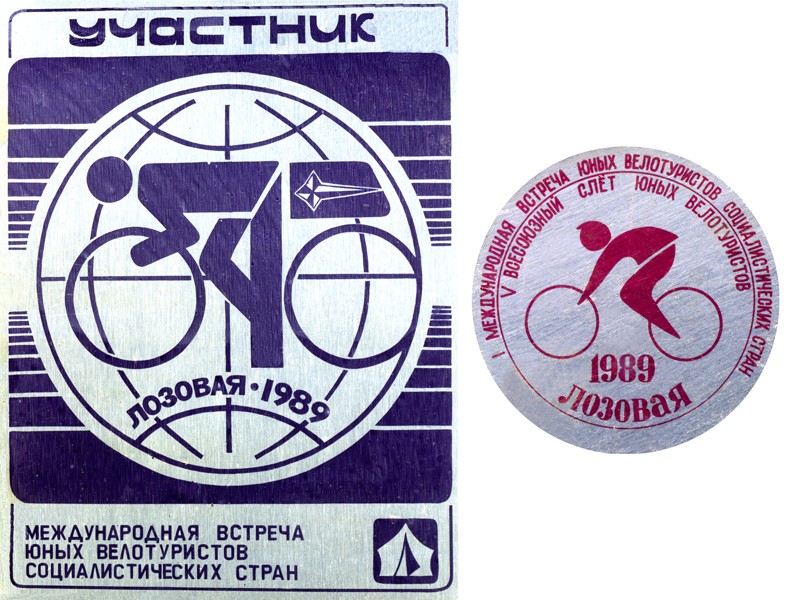 УЧАСТНИК
ЛОЗОВАЯ·1989
МЕЖДУНАРОДНАЯ ВСТРЕЧА
ЮНЫХ ВЕЛОТУРИСТОВ
СОЦИАЛИСТИЧЕСКИХ СТРАН
I МЕЖДУНАРОДНАЯ ВСТРЕЧА ЮНЫХ ВЕЛОТУРИСТОВ СОЦИАЛИСТИЧЕСКИХ СТРАН
V ВСЕСОЮЗНЫЙ СЛЁТ ЮНЫХ ВЕЛОТУРИСТОВ
1989
ЛОЗОВАЯ